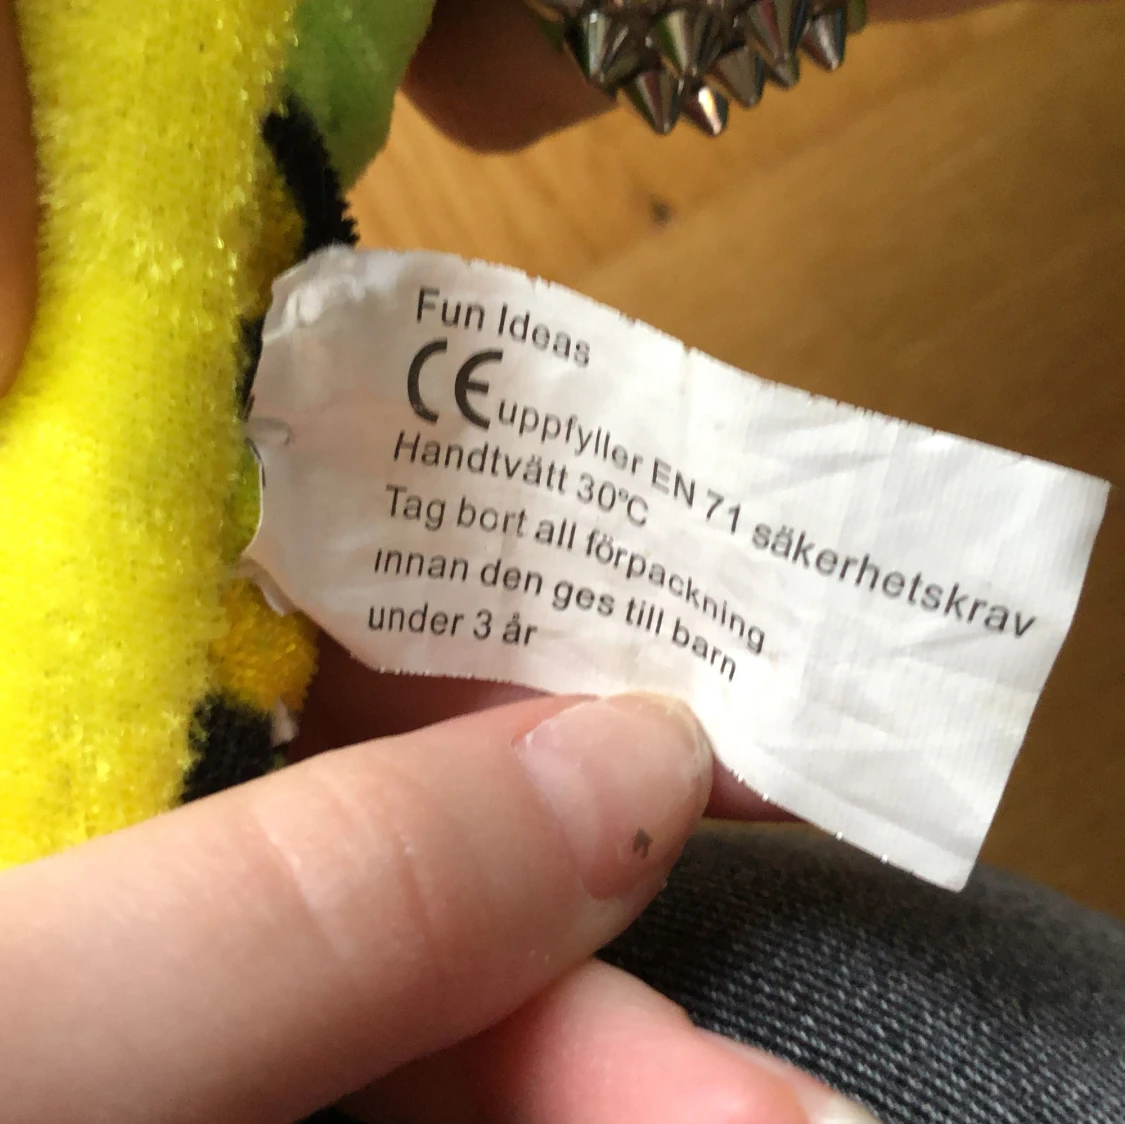 Fun Ideas
CE uppfyller EN 71 säkerhetskrav
Handtvätt 30°C
Tag bort all förpackning
innan den ges till barn
under 3 år